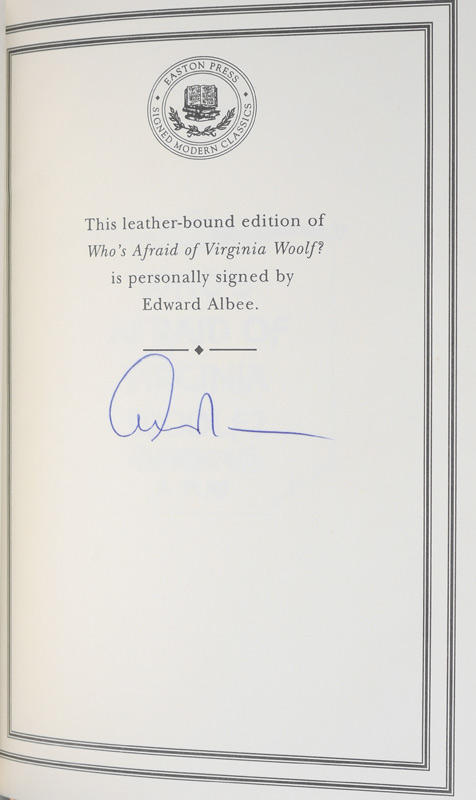 EASTON PRESS
SIGNED MODERN CLASSICS
This leather-bound edition of
Who's Afraid of Virginia Woolf?
is personally signed by
Edward Albee.